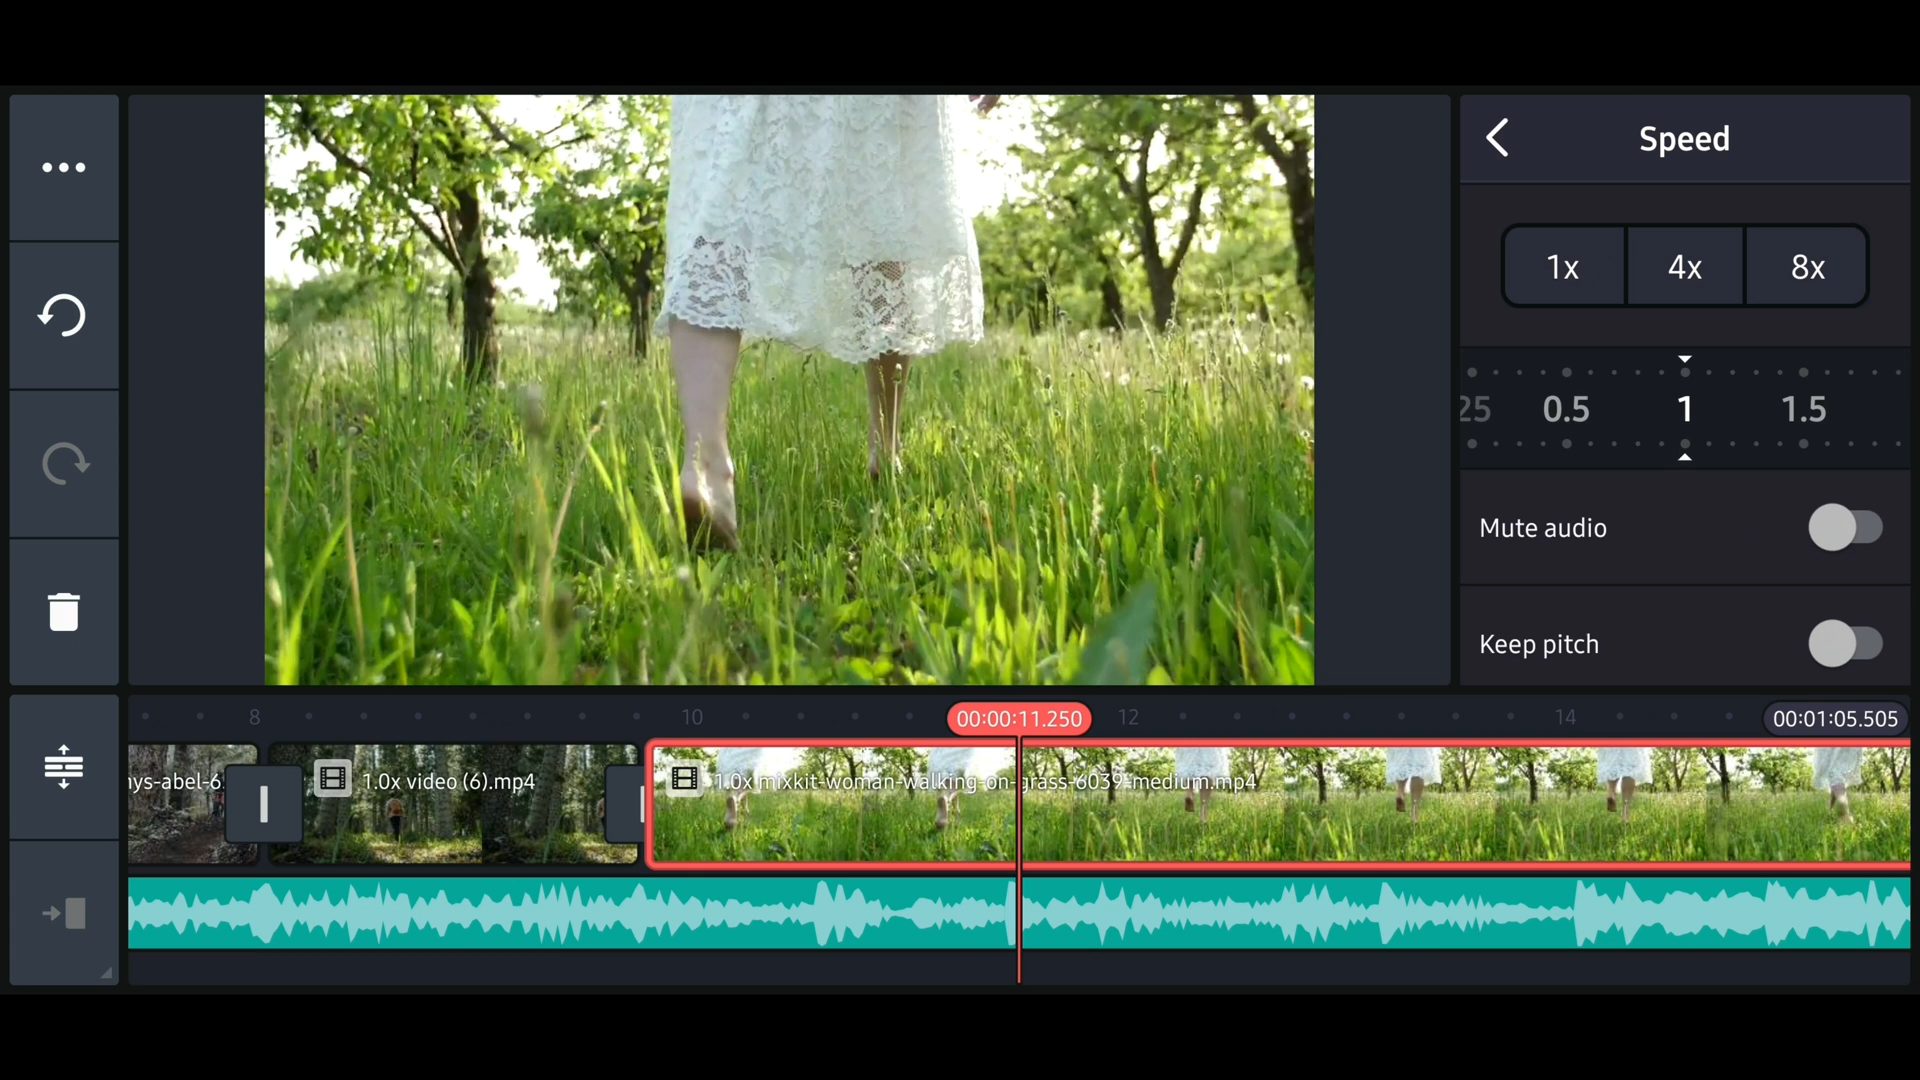 Speed
1x 4x 8x
25 0.5 1 1.5
Mute audio
Keep pitch
8 10 00:00:11.250 12 14 00:01:05.505
nys-abel-6 1.0x video (6).mp4 1.0x mixkit-woman-walking-on-grass-6039-medium.mp4